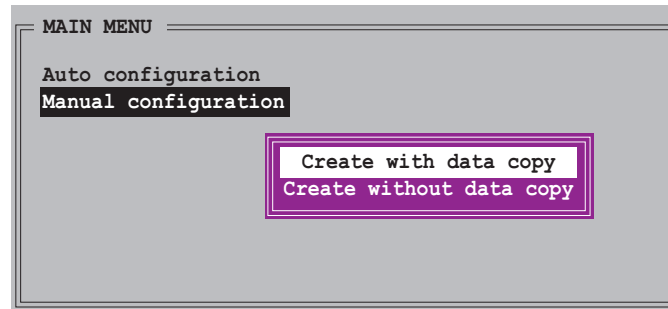 MAIN MENU
Auto configuration
Manual configuration
Create with data copy
Create without data copy